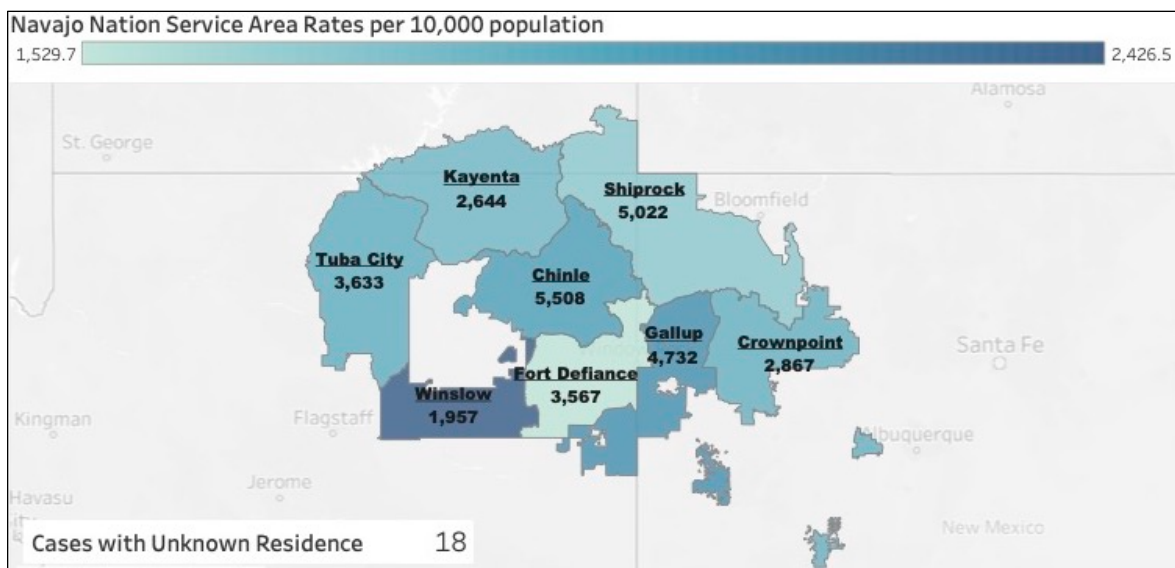 Navajo Nation Service Area Rates per 10,000 population
1,529.7
2,426.5
Alamosa
St. George
Kayenta
2,644
Shiprock
5,022
Bloomfield
Tuba City
3,633
Chinle
5,508
Gallup
4,732
Crownpoint
2,867
Santa Fe
Fort Defiance
3,567
Winslow
1,957
Kingman
Flagstaff
Albuquerque
Jerome
Havasu
New Mexico
Cases with Unknown Residence 18